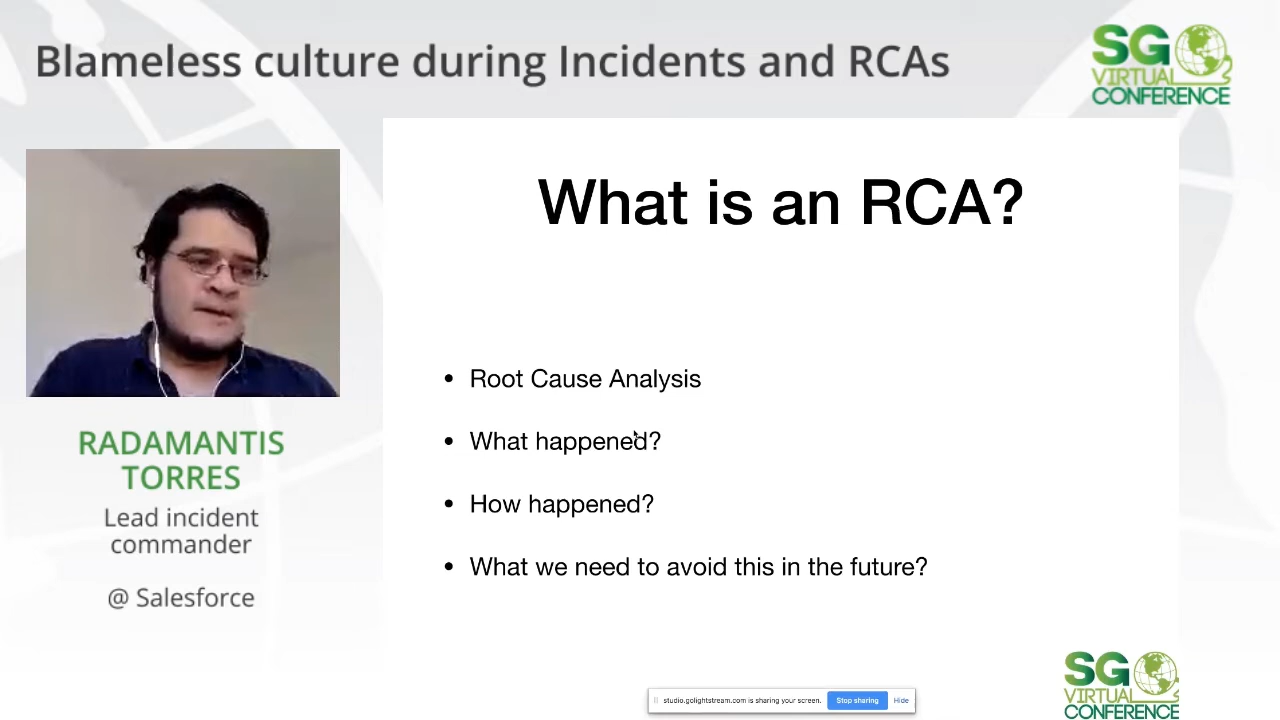 Blameless culture during Incidents and RCAs
SG
VIRTUAL
CONFERENCE
What is an RCA?
• Root Cause Analysis
• What happened?
• How happened?
• What we need to avoid this in the future?
RADAMANTIS
TORRES
Lead incident
commander
@ Salesforce
SG
VIRTUAL
CONFERENCE
studio.golightstream.com is sharing your screen. Stop sharing Hide